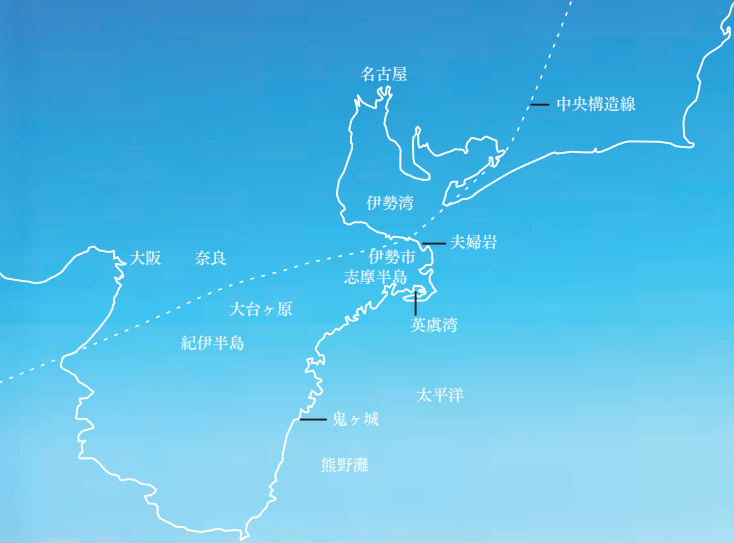 名古屋
中央構造線
伊勢湾
夫婦岩
大阪
奈良
伊勢市
志摩半島
大台ヶ原
英虞湾
紀伊半島
太平洋
鬼ヶ城
熊野灘